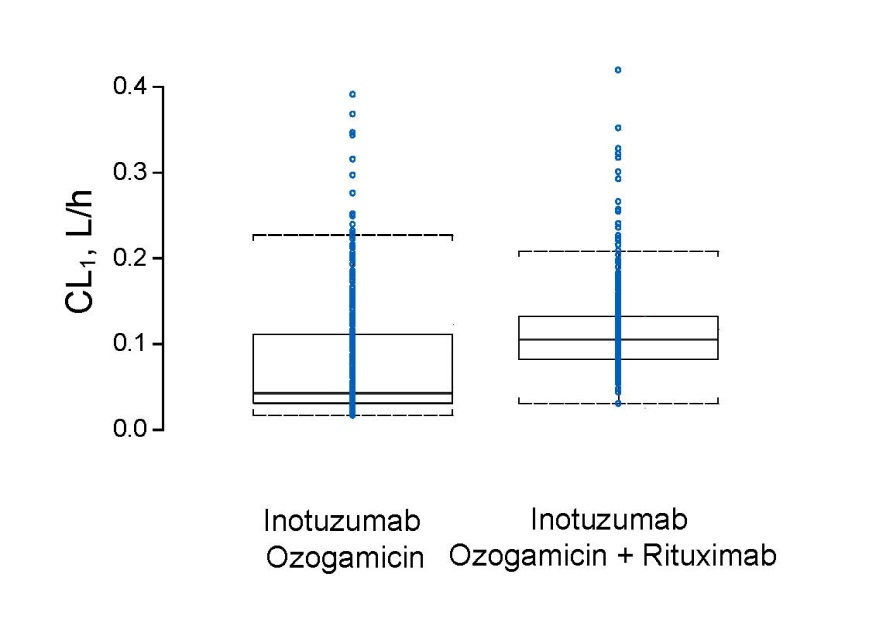 0.4
0.3
0.2
0.1
0.0
CL₁, L/h
Inotuzumab
Ozogamicin
Inotuzumab
Ozogamicin + Rituximab